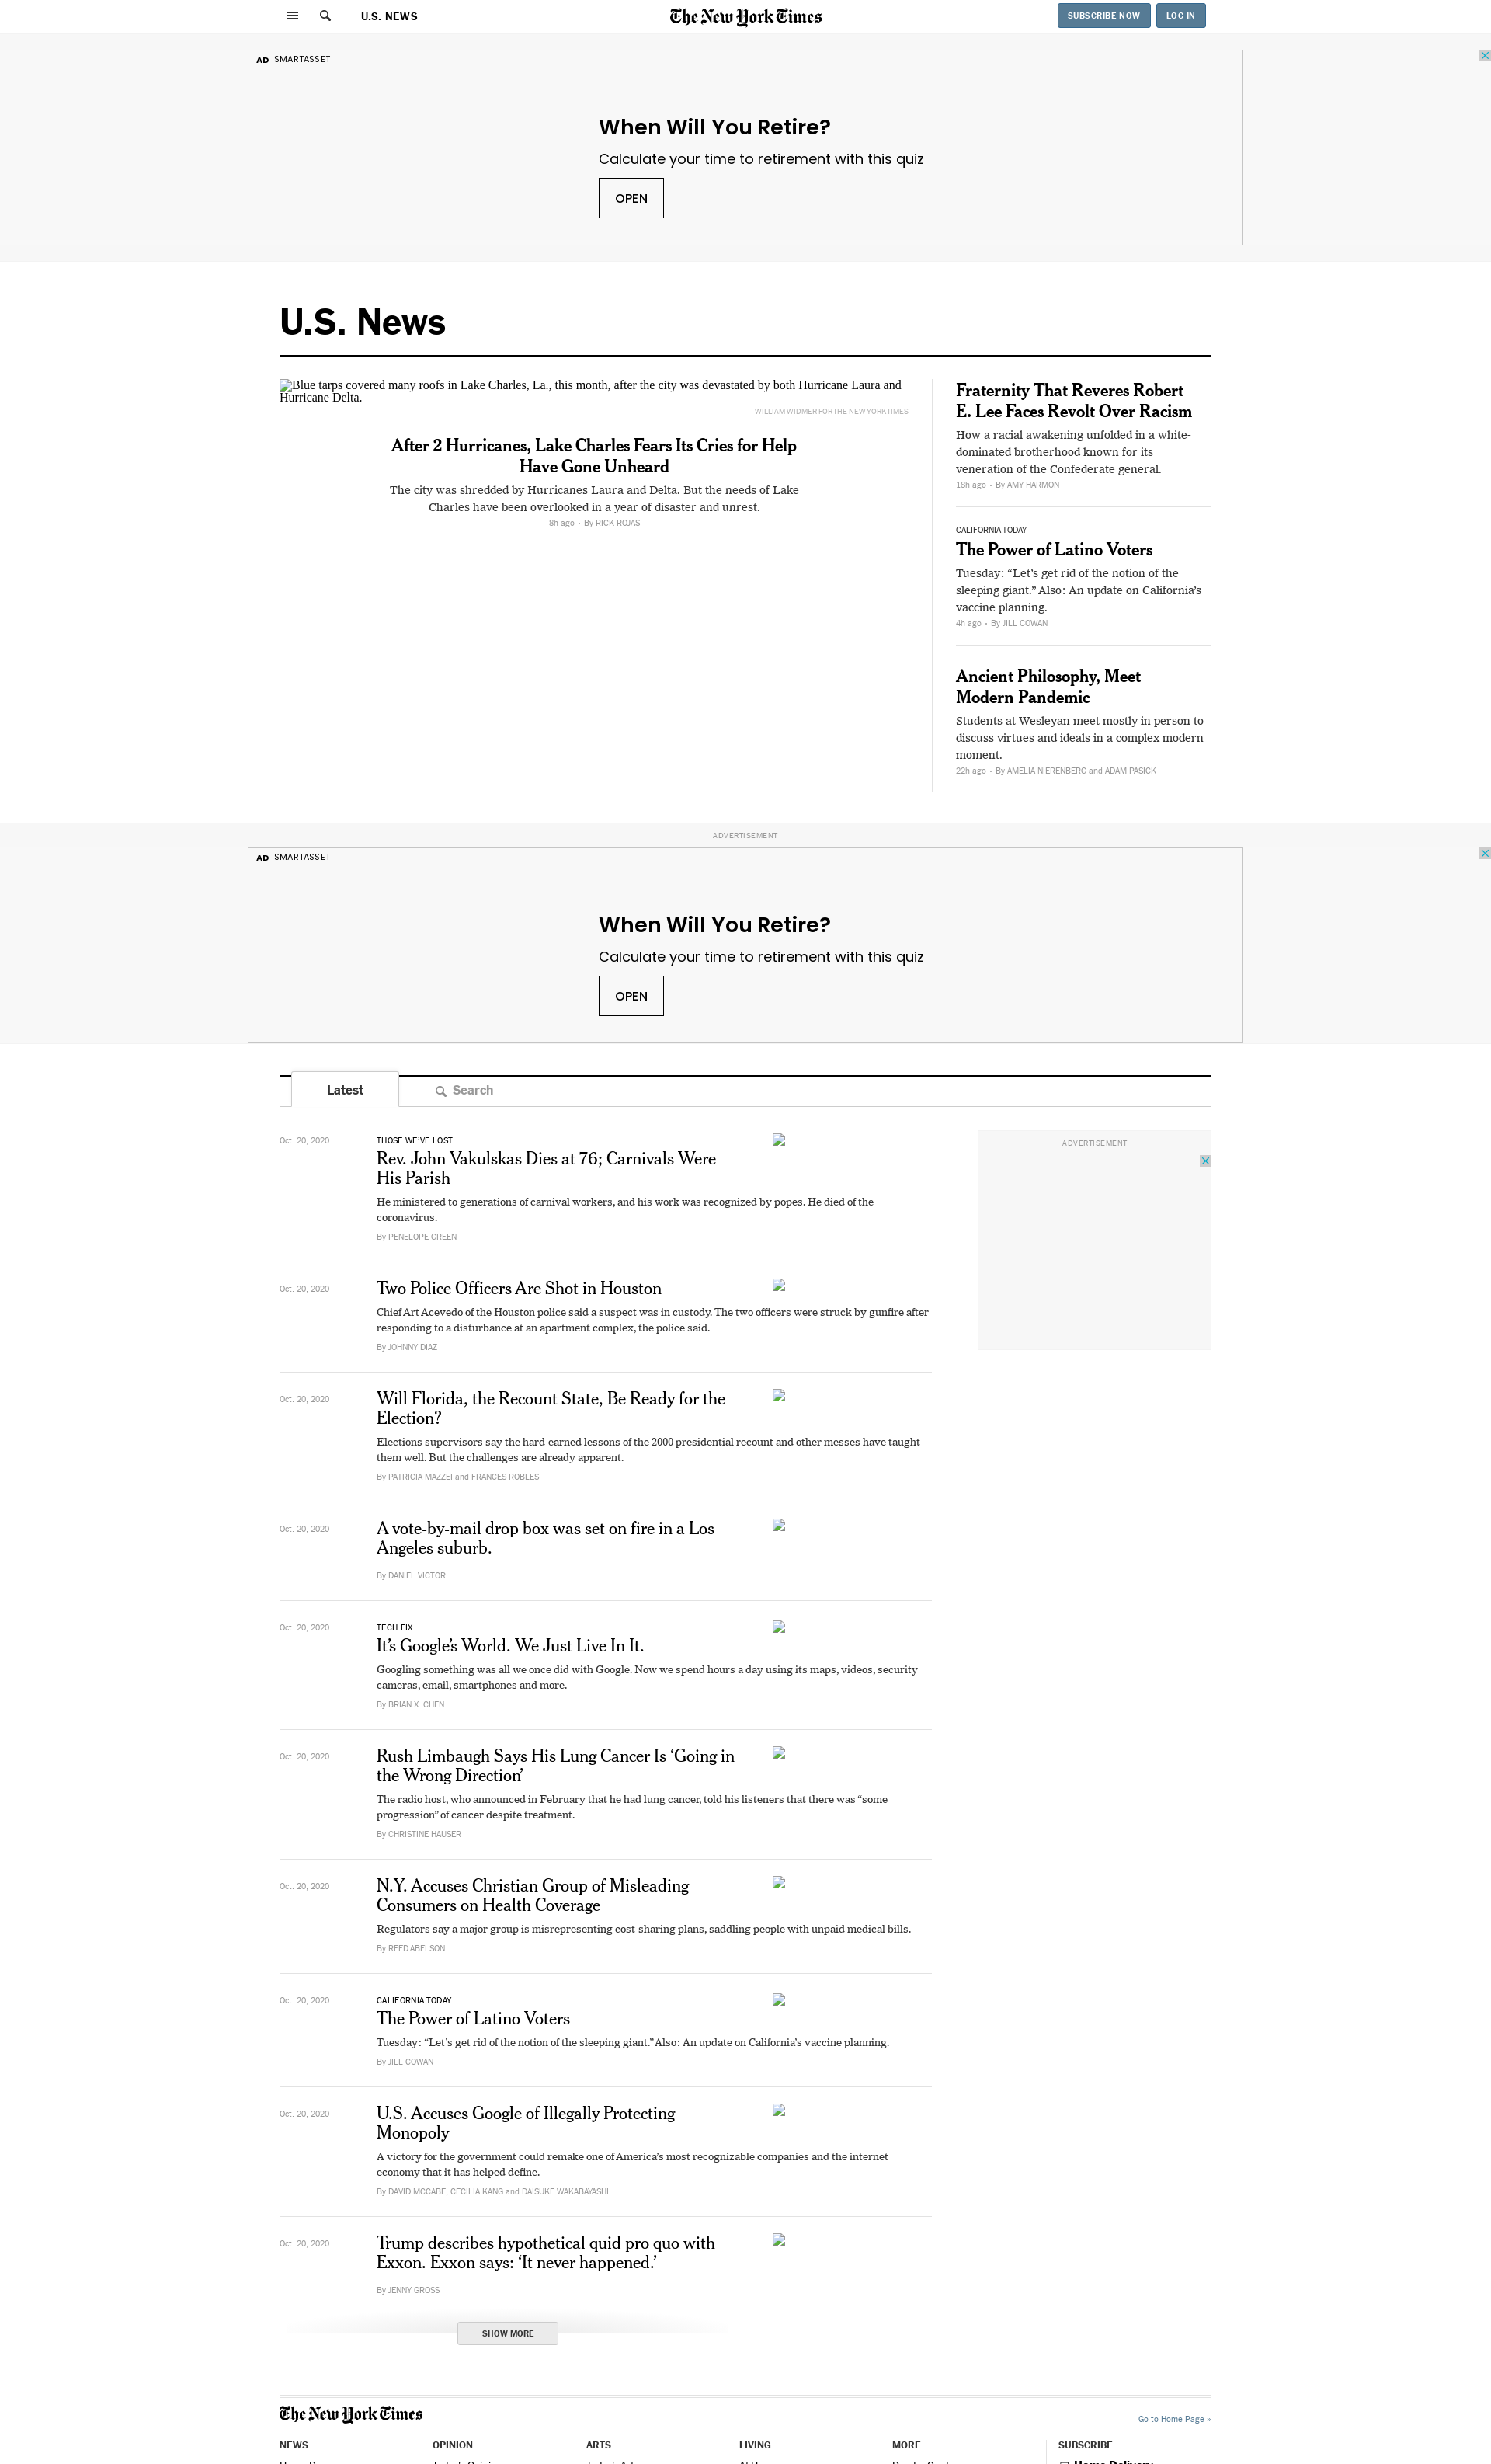 U.S. NEWS
The New York Times
SUBSCRIBE NOW
LOG IN
AD SMARTASSET
When Will You Retire?
Calculate your time to retirement with this quiz
OPEN
U.S. News
Blue tarps covered many roofs in Lake Charles, La., this month, after the city was devastated by both Hurricane Laura and
Hurricane Delta.
WILLIAM WIDMER FOR THE NEW YORK TIMES
After 2 Hurricanes, Lake Charles Fears Its Cries for Help
Have Gone Unheard
The city was shredded by Hurricanes Laura and Delta. But the needs of Lake
Charles have been overlooked in a year of disaster and unrest.
8h ago • By RICK ROJAS
Fraternity That Reveres Robert
E. Lee Faces Revolt Over Racism
How a racial awakening unfolded in a white-
dominated brotherhood known for its
veneration of the Confederate general.
18h ago • By AMY HARMON
CALIFORNIA TODAY
The Power of Latino Voters
Tuesday: “Let’s get rid of the notion of the
sleeping giant.” Also: An update on California’s
vaccine planning.
4h ago • By JILL COWAN
Ancient Philosophy, Meet
Modern Pandemic
Students at Wesleyan meet mostly in person to
discuss virtues and ideals in a complex modern
moment.
22h ago • By AMELIA NIERENBERG and ADAM PASICK
ADVERTISEMENT
AD SMARTASSET
When Will You Retire?
Calculate your time to retirement with this quiz
OPEN
Latest
Search
ADVERTISEMENT
Oct. 20, 2020
THOSE WE’VE LOST
Rev. John Vakulskas Dies at 76; Carnivals Were
His Parish
He ministered to generations of carnival workers, and his work was recognized by popes. He died of the
coronavirus.
By PENELOPE GREEN
Oct. 20, 2020
Two Police Officers Are Shot in Houston
Chief Art Acevedo of the Houston police said a suspect was in custody. The two officers were struck by gunfire after
responding to a disturbance at an apartment complex, the police said.
By JOHNNY DIAZ
Oct. 20, 2020
Will Florida, the Recount State, Be Ready for the
Election?
Elections supervisors say the hard-earned lessons of the 2000 presidential recount and other messes have taught
them well. But the challenges are already apparent.
By PATRICIA MAZZEI and FRANCES ROBLES
Oct. 20, 2020
A vote-by-mail drop box was set on fire in a Los
Angeles suburb.
By DANIEL VICTOR
Oct. 20, 2020
TECH FIX
It’s Google’s World. We Just Live In It.
Googling something was all we once did with Google. Now we spend hours a day using its maps, videos, security
cameras, email, smartphones and more.
By BRIAN X. CHEN
Oct. 20, 2020
Rush Limbaugh Says His Lung Cancer Is ‘Going in
the Wrong Direction’
The radio host, who announced in February that he had lung cancer, told his listeners that there was “some
progression” of cancer despite treatment.
By CHRISTINE HAUSER
Oct. 20, 2020
N.Y. Accuses Christian Group of Misleading
Consumers on Health Coverage
Regulators say a major group is misrepresenting cost-sharing plans, saddling people with unpaid medical bills.
By REED ABELSON
Oct. 20, 2020
CALIFORNIA TODAY
The Power of Latino Voters
Tuesday: “Let’s get rid of the notion of the sleeping giant.” Also: An update on California’s vaccine planning.
By JILL COWAN
Oct. 20, 2020
U.S. Accuses Google of Illegally Protecting
Monopoly
A victory for the government could remake one of America’s most recognizable companies and the internet
economy that it has helped define.
By DAVID MCCABE, CECILIA KANG and DAISUKE WAKABAYASHI
Oct. 20, 2020
Trump describes hypothetical quid pro quo with
Exxon. Exxon says: ‘It never happened.’
By JENNY GROSS
SHOW MORE
The New York Times
Go to Home Page »
NEWS
OPINION
ARTS
LIVING
MORE
SUBSCRIBE